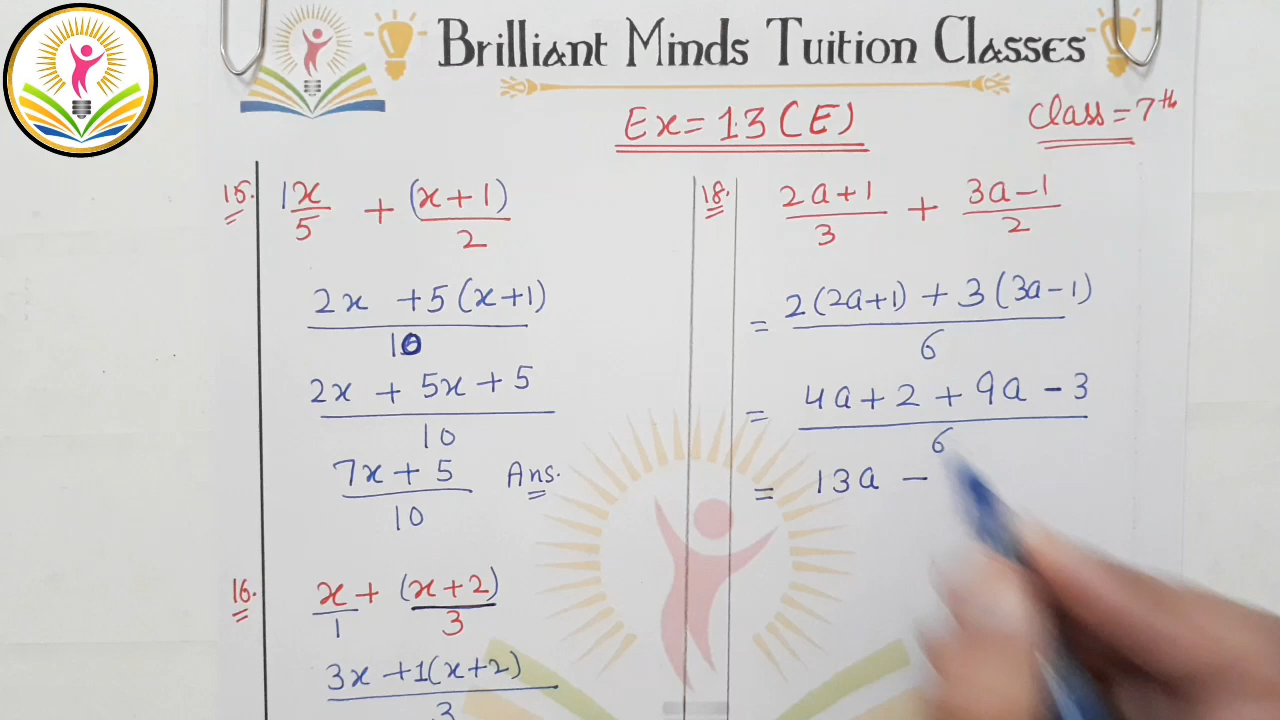 Brilliant Minds Tuition Classes
Ex=13(E)
Class=7th
15. 1x/5 + (x+1)/2
2x +5(x+1)/10
2x + 5x+5/10
7x+5/10 Ans.
16. x/1 + (x+2)/3
3x+1(x+2)/3
18. 2a+1/3 + 3a-1/2
= 2(2a+1) + 3(3a-1)/6
= 4a+2+9a-3/6
= 13a -